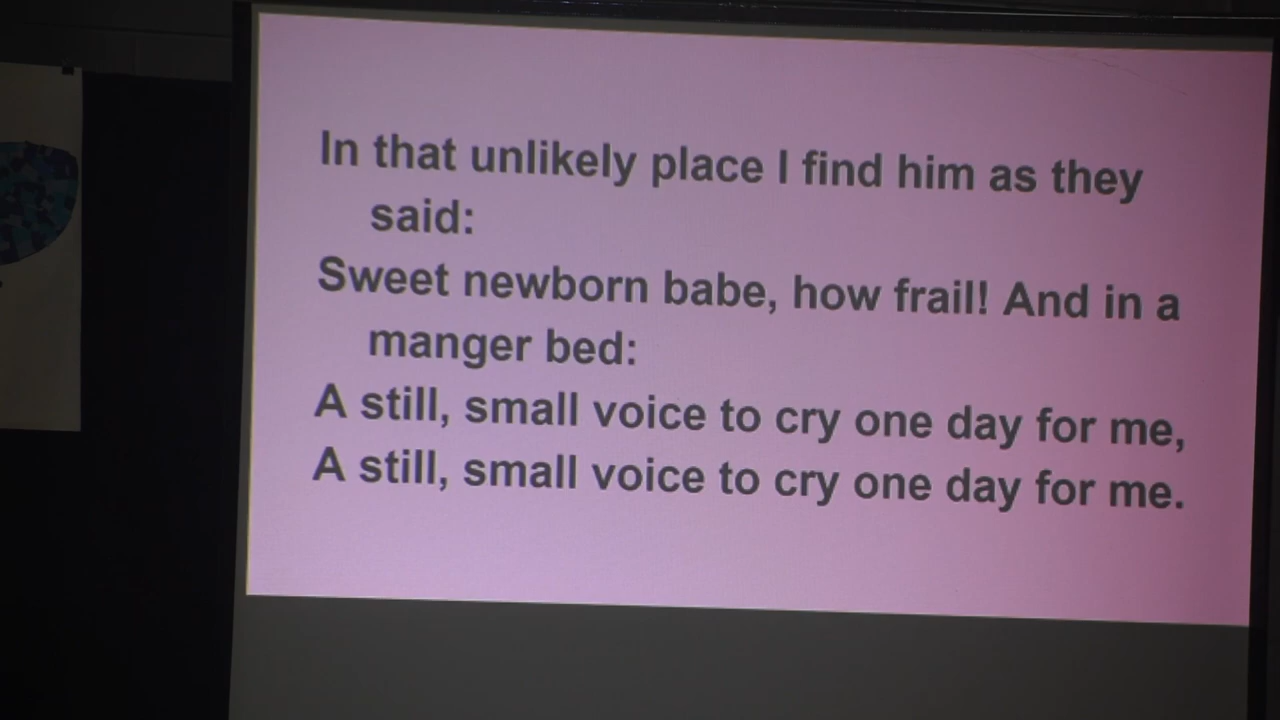 In that unlikely place I find him as they
said:
Sweet newborn babe, how frail! And in a
manger bed:
A still, small voice to cry one day for me,
A still, small voice to cry one day for me.